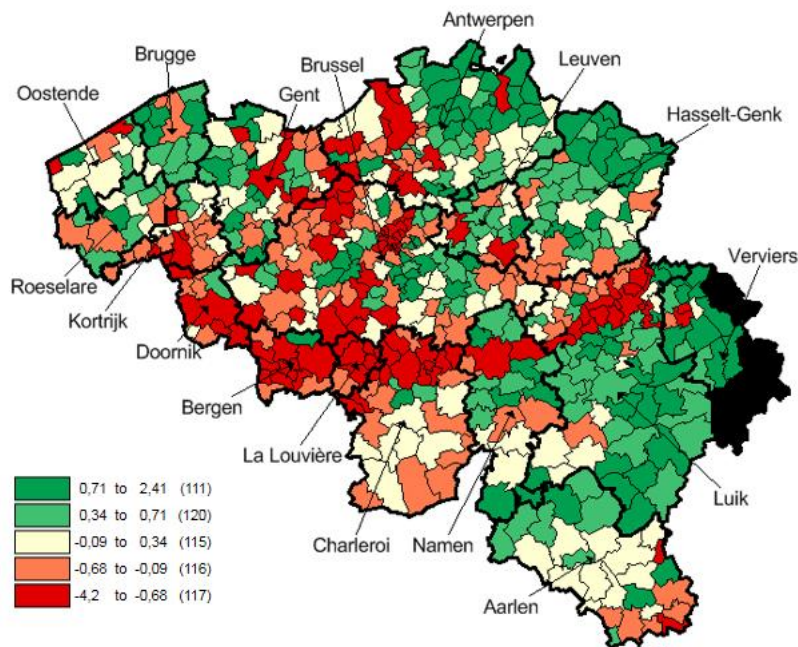 Antwerpen
Brugge
Brussel
Leuven
Oostende
Gent
Hasselt-Genk
Verviers
Roeselare
Kortrijk
Doornik
Bergen
La Louvière
Luik
Charleroi
Namen
Aarlen
0,71 to 2,41 (111)
0,34 to 0,71 (120)
-0,09 to 0,34 (115)
-0,68 to -0,09 (116)
-4,2 to -0,68 (117)